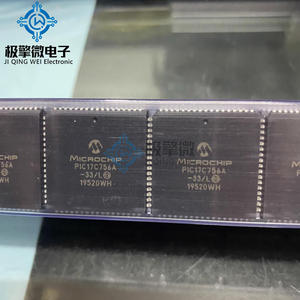 极擎微电子
JI QING WEI Electronic
MICROCHIP
PIC17C756A
-33/L
19520WH
MICROCHIP
PIC17C756A
-33/L
19520WH